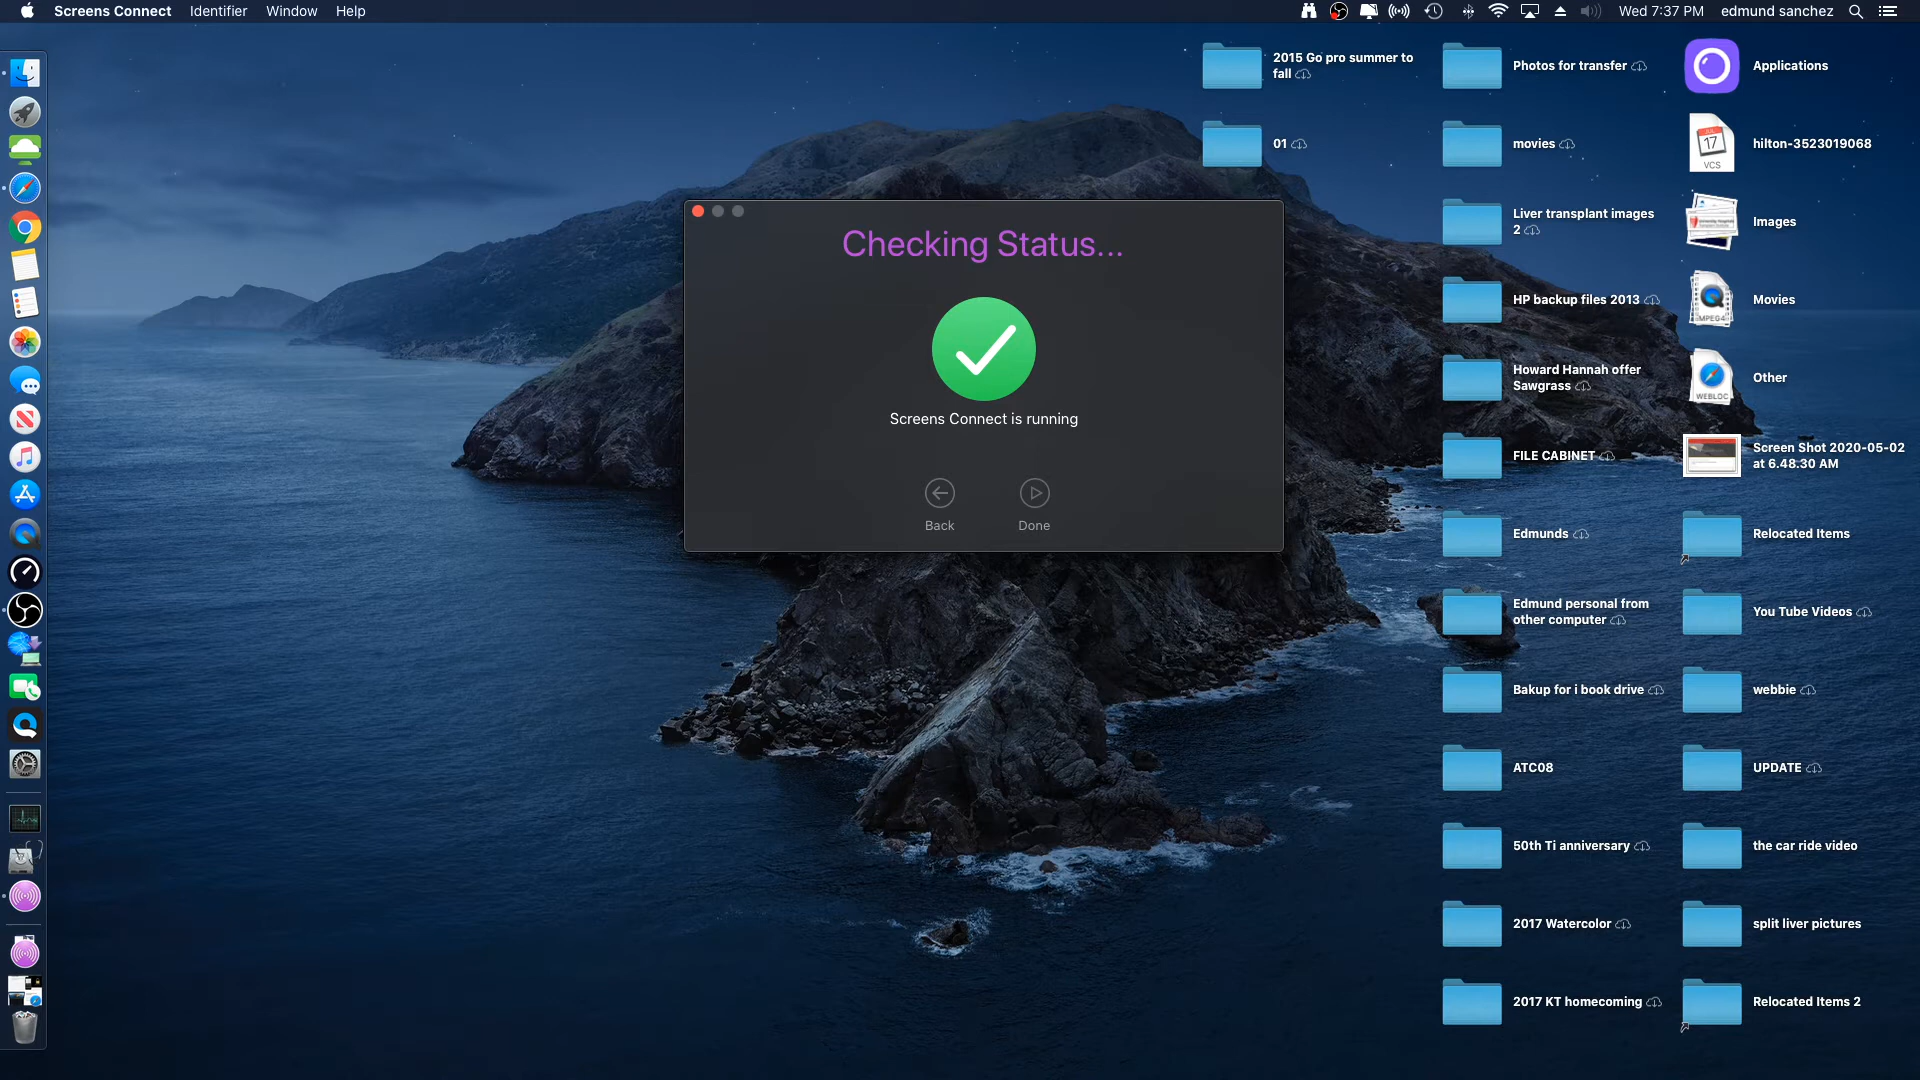 Screens Connect Identifier Window Help
Wed 7:37 PM edmund sanchez
2015 Go pro summer to
fall
01
Photos for transfer
movies
Liver transplant images
2
HP backup files 2013
Howard Hannah offer
Sawgrass
FILE CABINET
Edmunds
Edmund personal from
other computer
Bakup for i book drive
ATC08
50th Ti anniversary
2017 Watercolor
2017 KT homecoming
Applications
17
VCS
hilton-3523019068
Images
MPEG4
Movies
WEBLOC
Other
Screen Shot 2020-05-02
at 6.48.30 AM
Relocated Items
You Tube Videos
webbie
UPDATE
the car ride video
split liver pictures
Relocated Items 2
Checking Status...
Screens Connect is running
Back
Done